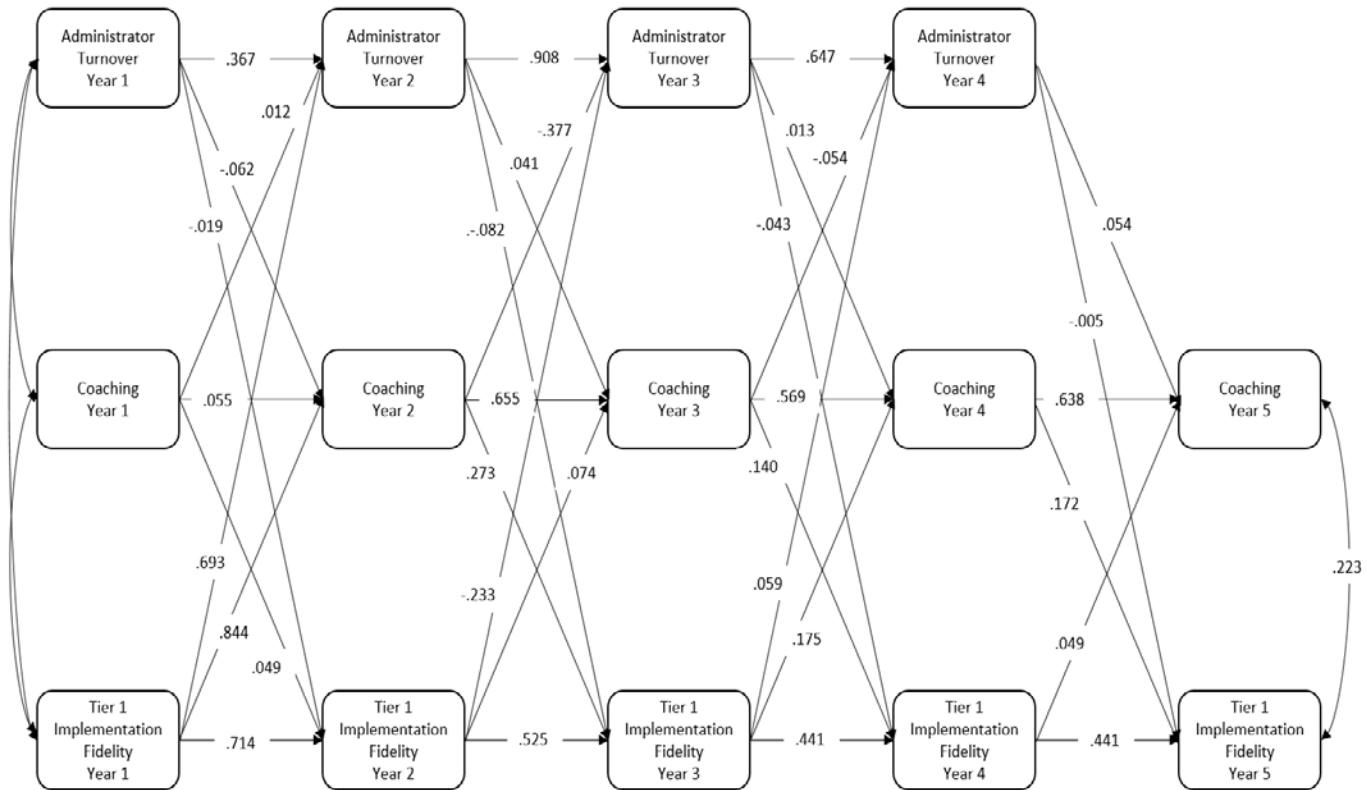 Administrator
Turnover
Year 1
Administrator
Turnover
Year 2
Administrator
Turnover
Year 3
Administrator
Turnover
Year 4
.367
.908
.647
.012
-.377
.013
-.054
-.062
.041
-.019
.-.082
-.043
.054
-.005
Coaching
Year 1
Coaching
Year 2
Coaching
Year 3
Coaching
Year 4
Coaching
Year 5
.055
.655
.569
.638
.273
.074
.140
.172
.693
-.233
.059
.223
.844
.175
.049
.049
Tier 1
Implementation
Fidelity
Year 1
Tier 1
Implementation
Fidelity
Year 2
Tier 1
Implementation
Fidelity
Year 3
Tier 1
Implementation
Fidelity
Year 4
Tier 1
Implementation
Fidelity
Year 5
.714
.525
.441
.441